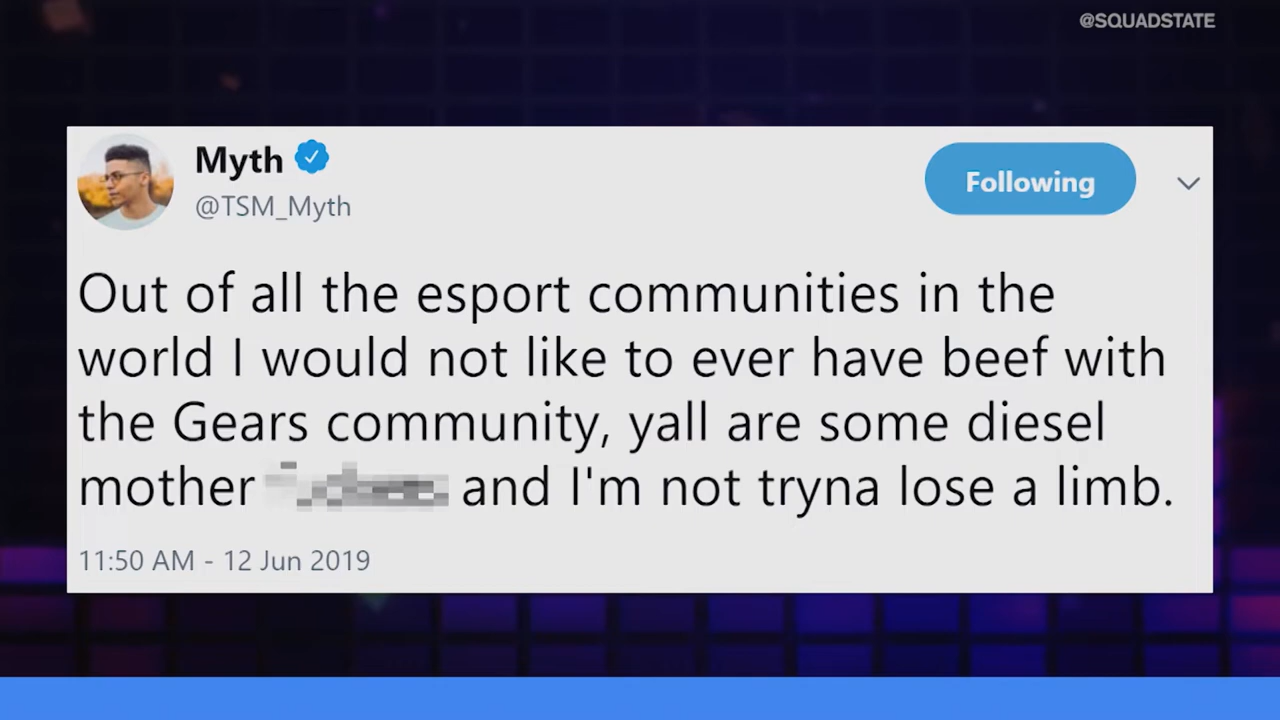 @SQUADSTATE
Myth
@TSM_Myth
Following
Out of all the esport communities in the
world I would not like to ever have beef with
the Gears community, yall are some diesel
mother and I'm not tryna lose a limb.
11:50 AM - 12 Jun 2019